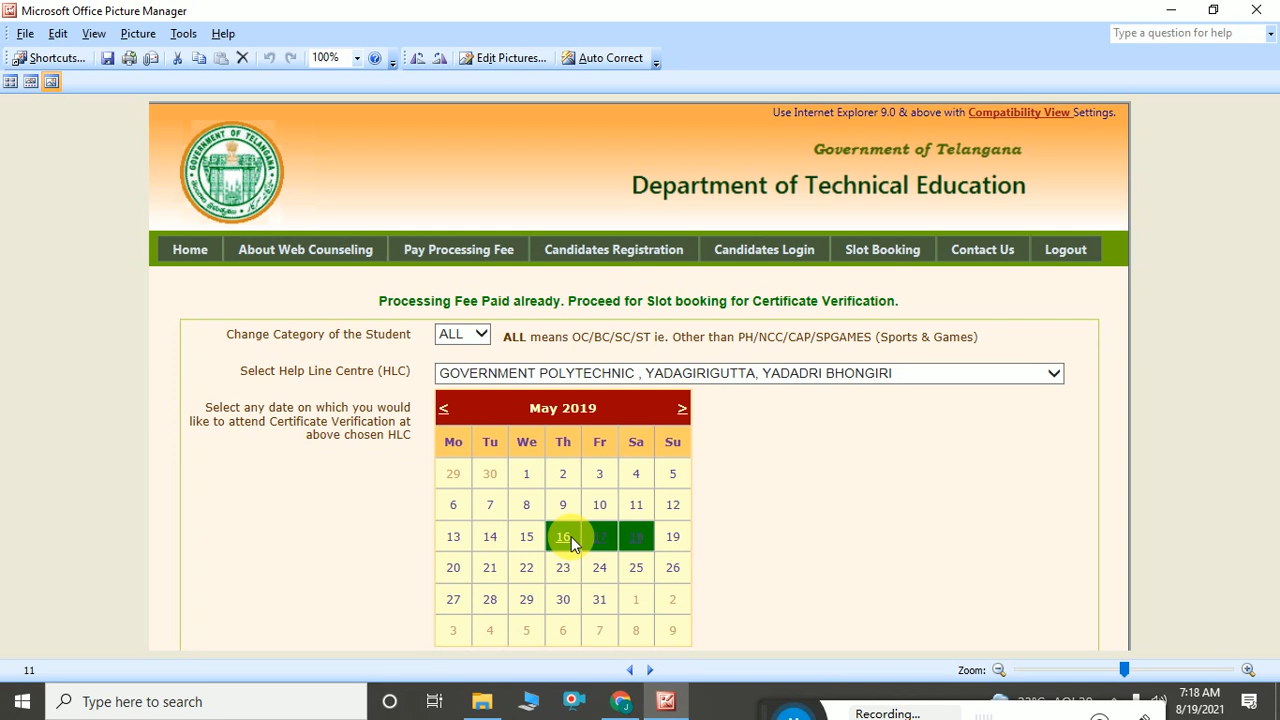 Microsoft Office Picture Manager
File Edit View Picture Tools Help
Type a question for help
Shortcuts... 100% Edit Pictures... Auto Correct
Use Internet Explorer 9.0 & above with Compatibility View Settings.
GOVERNMENT OF TELANGANA
Government of Telangana
Department of Technical Education
Home About Web Counseling Pay Processing Fee Candidates Registration Candidates Login Slot Booking Contact Us Logout
Processing Fee Paid already. Proceed for Slot booking for Certificate Verification.
Change Category of the Student ALL ALL means OC/BC/SC/ST ie. Other than PH/NCC/CAP/SPGAMES (Sports & Games)
Select Help Line Centre (HLC) GOVERNMENT POLYTECHNIC , YADAGIRIGUTTA, YADADRI BHONGIRI
Select any date on which you would
like to attend Certificate Verification at
above chosen HLC
< May 2019 >
Mo Tu We Th Fr Sa Su
29 30 1 2 3 4 5
6 7 8 9 10 11 12
13 14 15 16 17 18 19
20 21 22 23 24 25 26
27 28 29 30 31 1 2
3 4 5 6 7 8 9
11 Zoom:
Type here to search
7:18 AM
8/19/2021
Recording...